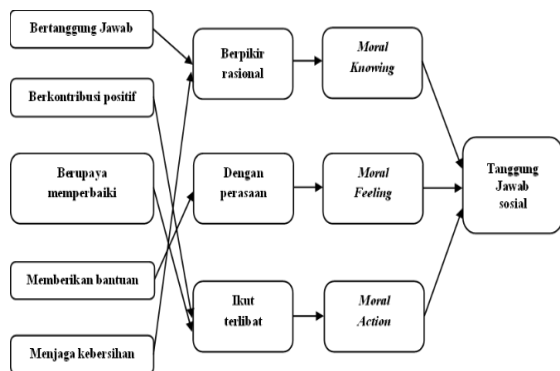 Bertanggung Jawab
Berkontribusi positif
Berupaya
memperbaiki
Memberikan bantuan
Menjaga kebersihan
Berpikir
rasional
Dengan
perasaan
Ikut
terlibat
Moral
Knowing
Moral
Feeling
Moral
Action
Tanggung
Jawab
sosial